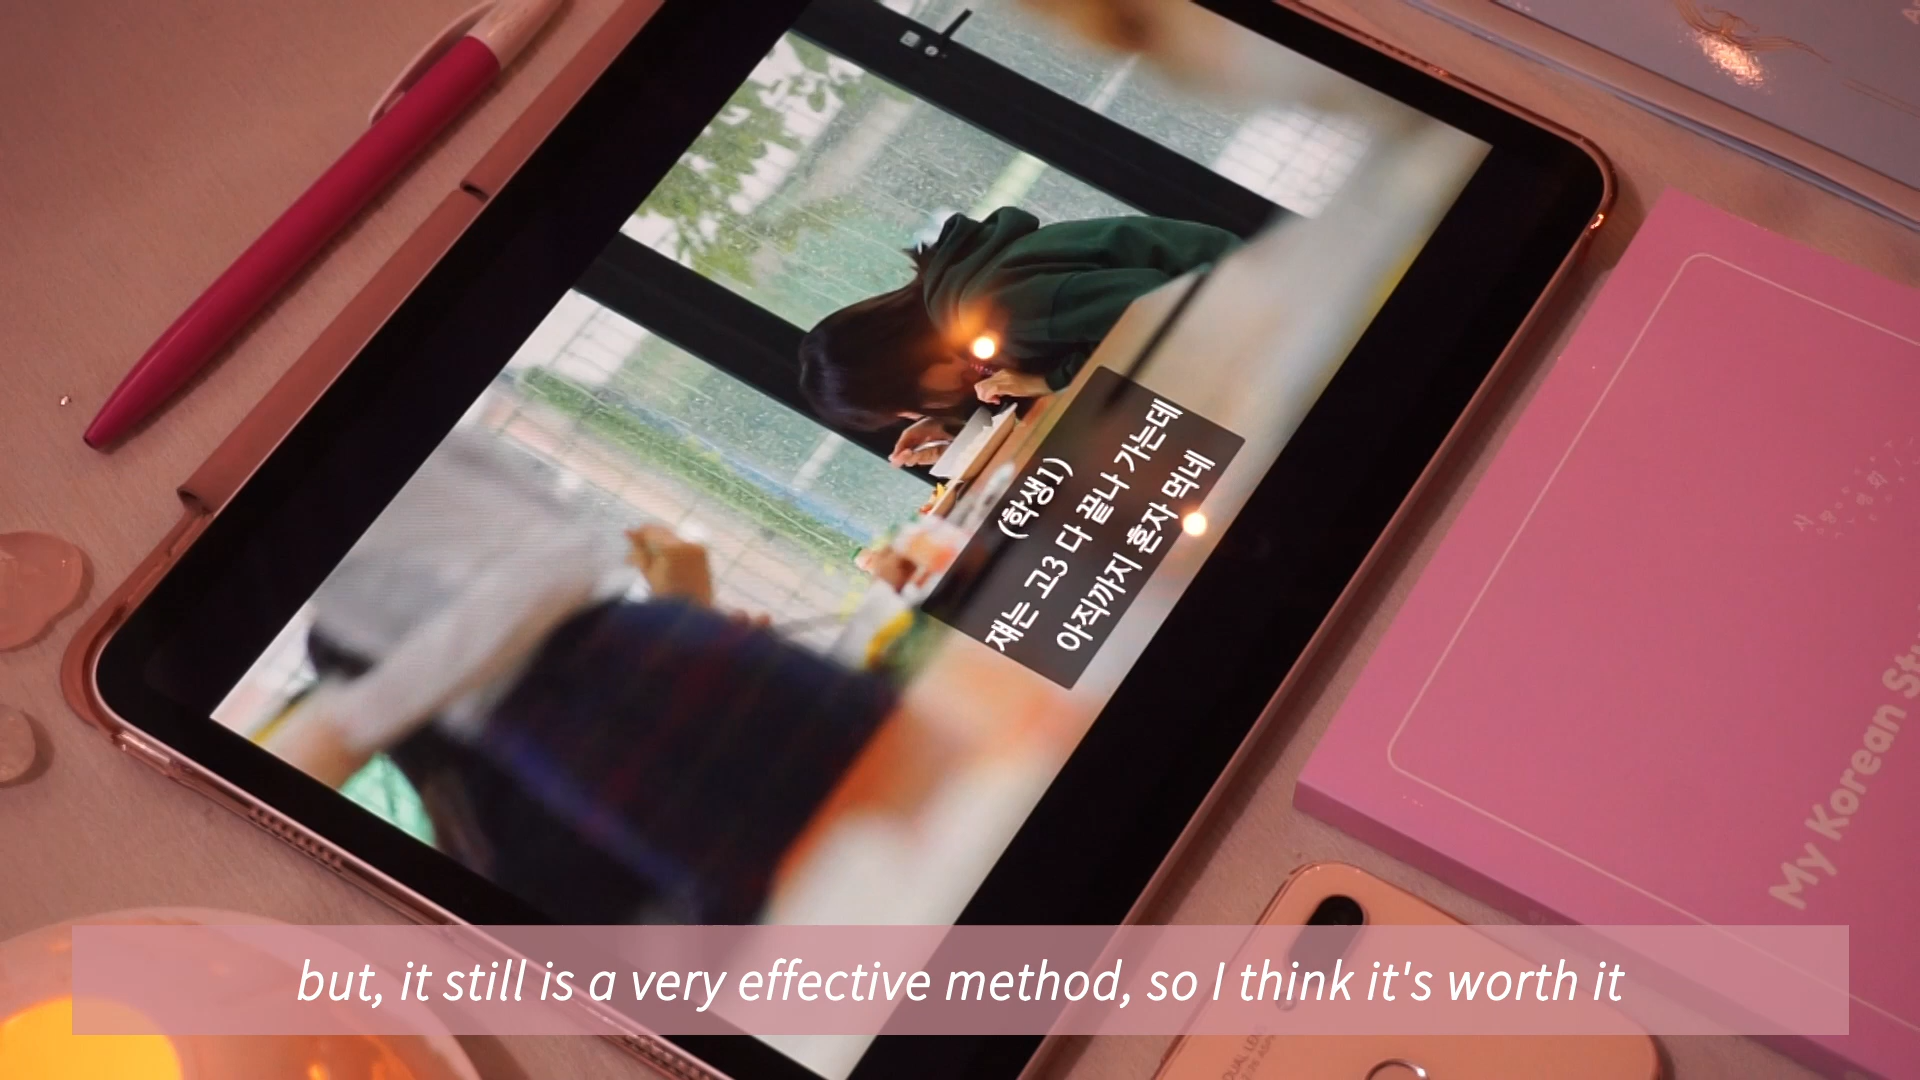 (학생1)
쟤는 고3 다 끝나 가는데
아직까지 혼자 먹네
My Korean
but, it still is a very effective method, so I think it's worth it